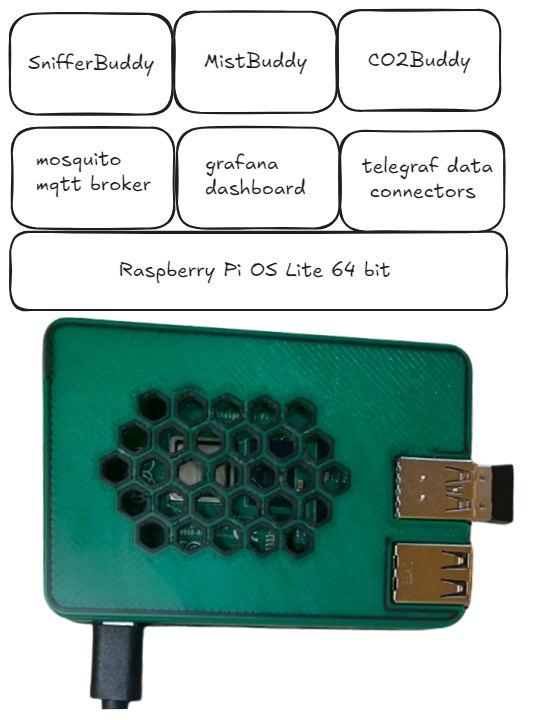 SnifferBuddy
MistBuddy
CO2Buddy
mosquito
mqtt broker
grafana
dashboard
telegraf data
connectors
Raspberry Pi OS Lite 64 bit